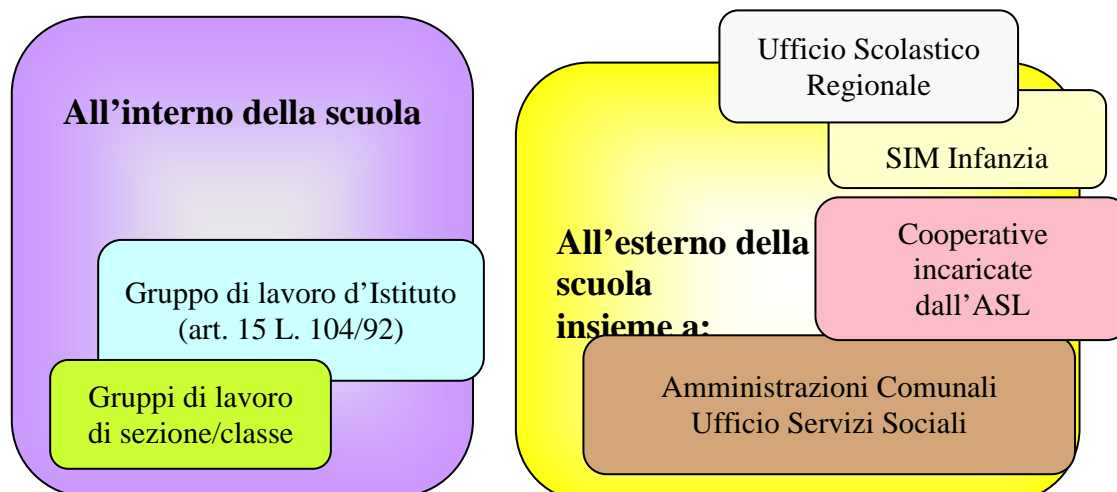 All’interno della scuola
Gruppo di lavoro d’Istituto
(art. 15 L. 104/92)
Gruppi di lavoro
di sezione/classe
Ufficio Scolastico
Regionale
SIM Infanzia
All’esterno della
scuola
insieme a:
Cooperative
incaricate
dall’ASL
Amministrazioni Comunali
Ufficio Servizi Sociali